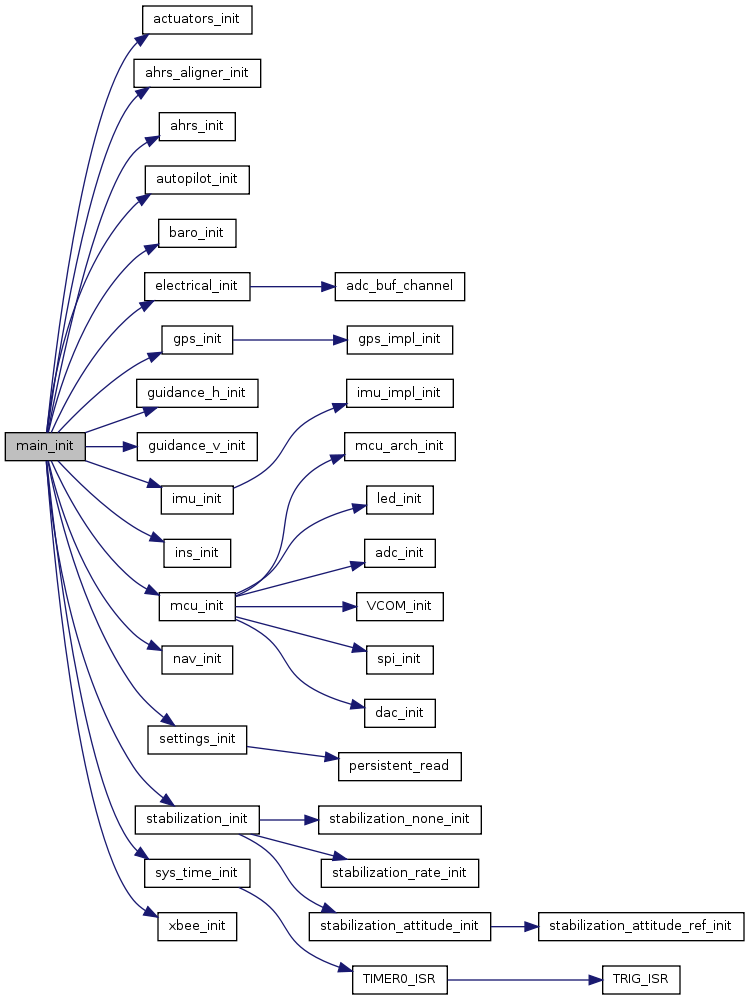 actuators_init
ahrs_aligner_init
ahrs_init
autopilot_init
baro_init
electrical_init
adc_buf_channel
gps_init
gps_impl_init
guidance_h_init
imu_impl_init
main_init
guidance_v_init
mcu_arch_init
imu_init
led_init
ins_init
adc_init
mcu_init
VCOM_init
nav_init
spi_init
dac_init
settings_init
persistent_read
stabilization_init
stabilization_none_init
sys_time_init
stabilization_rate_init
xbee_init
stabilization_attitude_init
stabilization_attitude_ref_init
TIMER0_ISR
TRIG_ISR